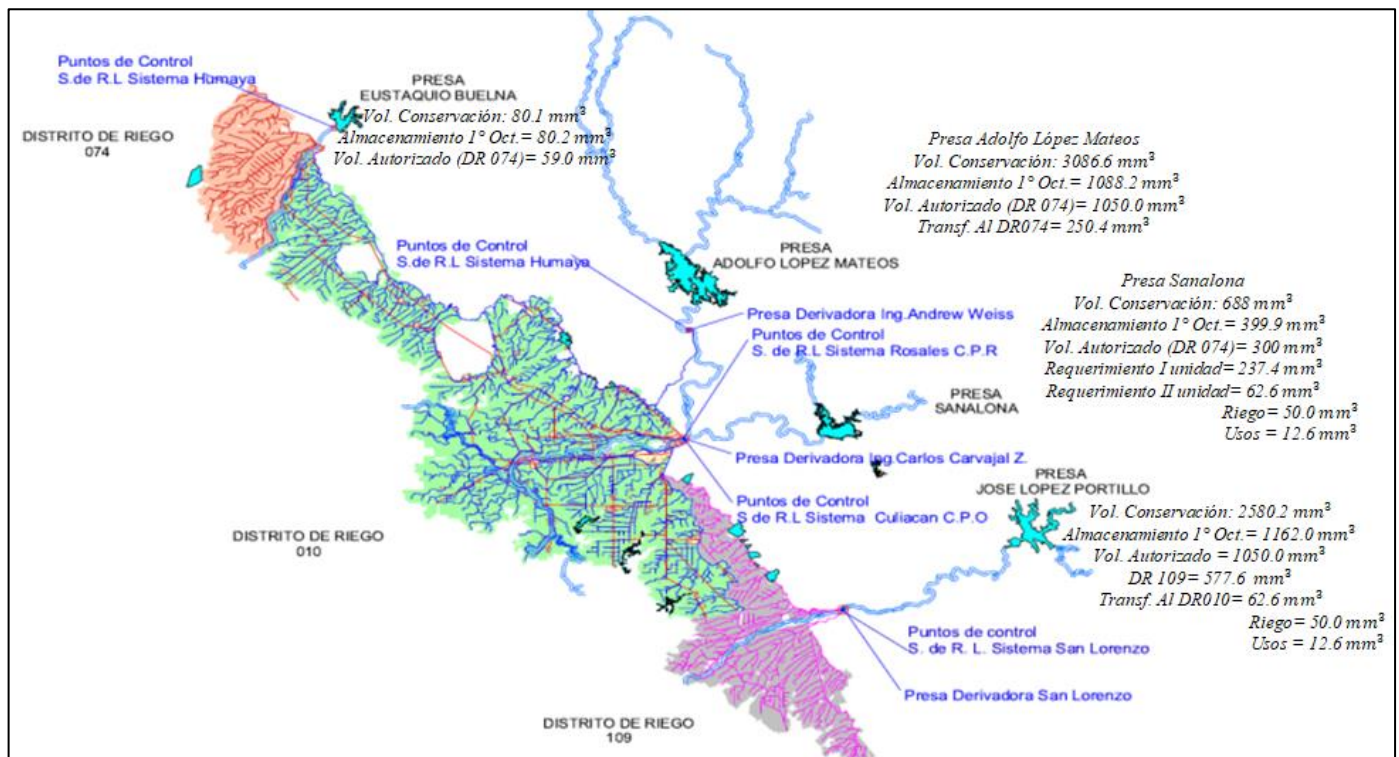 Puntos de Control
S.de R.L Sistema Humaya
PRESA
EUSTAQUIO BUELNA
Vol. Conservación: 80.1 mm³
Almacenamiento 1° Oct.= 80.2 mm³
Vol. Autorizado (DR 074)= 59.0 mm³
DISTRITO DE RIEGO
074
Presa Adolfo López Mateos
Vol. Conservación: 3086.6 mm³
Almacenamiento 1° Oct.= 1088.2 mm³
Vol. Autorizado (DR 074)= 1050.0 mm³
Transf. Al DR074= 250.4 mm³
Puntos de Control
S.de R.L Sistema Humaya
PRESA
ADOLFO LOPEZ MATEOS
Presa Derivadora Ing.Andrew Weiss
Puntos de Control
S. de R.L Sistema Rosales C.P.R
Presa Sanalona
Vol. Conservación: 688 mm³
Almacenamiento 1° Oct.= 399.9 mm³
Vol. Autorizado (DR 074)= 300 mm³
Requerimiento I unidad= 237.4 mm³
Requerimiento II unidad= 62.6 mm³
Riego= 50.0 mm³
Usos = 12.6 mm³
PRESA
SANALONA
Presa Derivadora Ing.Carlos Carvajal Z.
Puntos de Control
S de R.L Sistema Culiacan C.P.O
PRESA
JOSE LOPEZ PORTILLO
Vol. Conservación: 2580.2 mm³
Almacenamiento 1° Oct.= 1162.0 mm³
Vol. Autorizado = 1050.0 mm³
DR 109= 577.6 mm³
Transf. Al DR010= 62.6 mm³
Riego= 50.0 mm³
Usos = 12.6 mm³
DISTRITO DE RIEGO
010
Puntos de control
S. de R. L. Sistema San Lorenzo
Presa Derivadora San Lorenzo
DISTRITO DE RIEGO
109